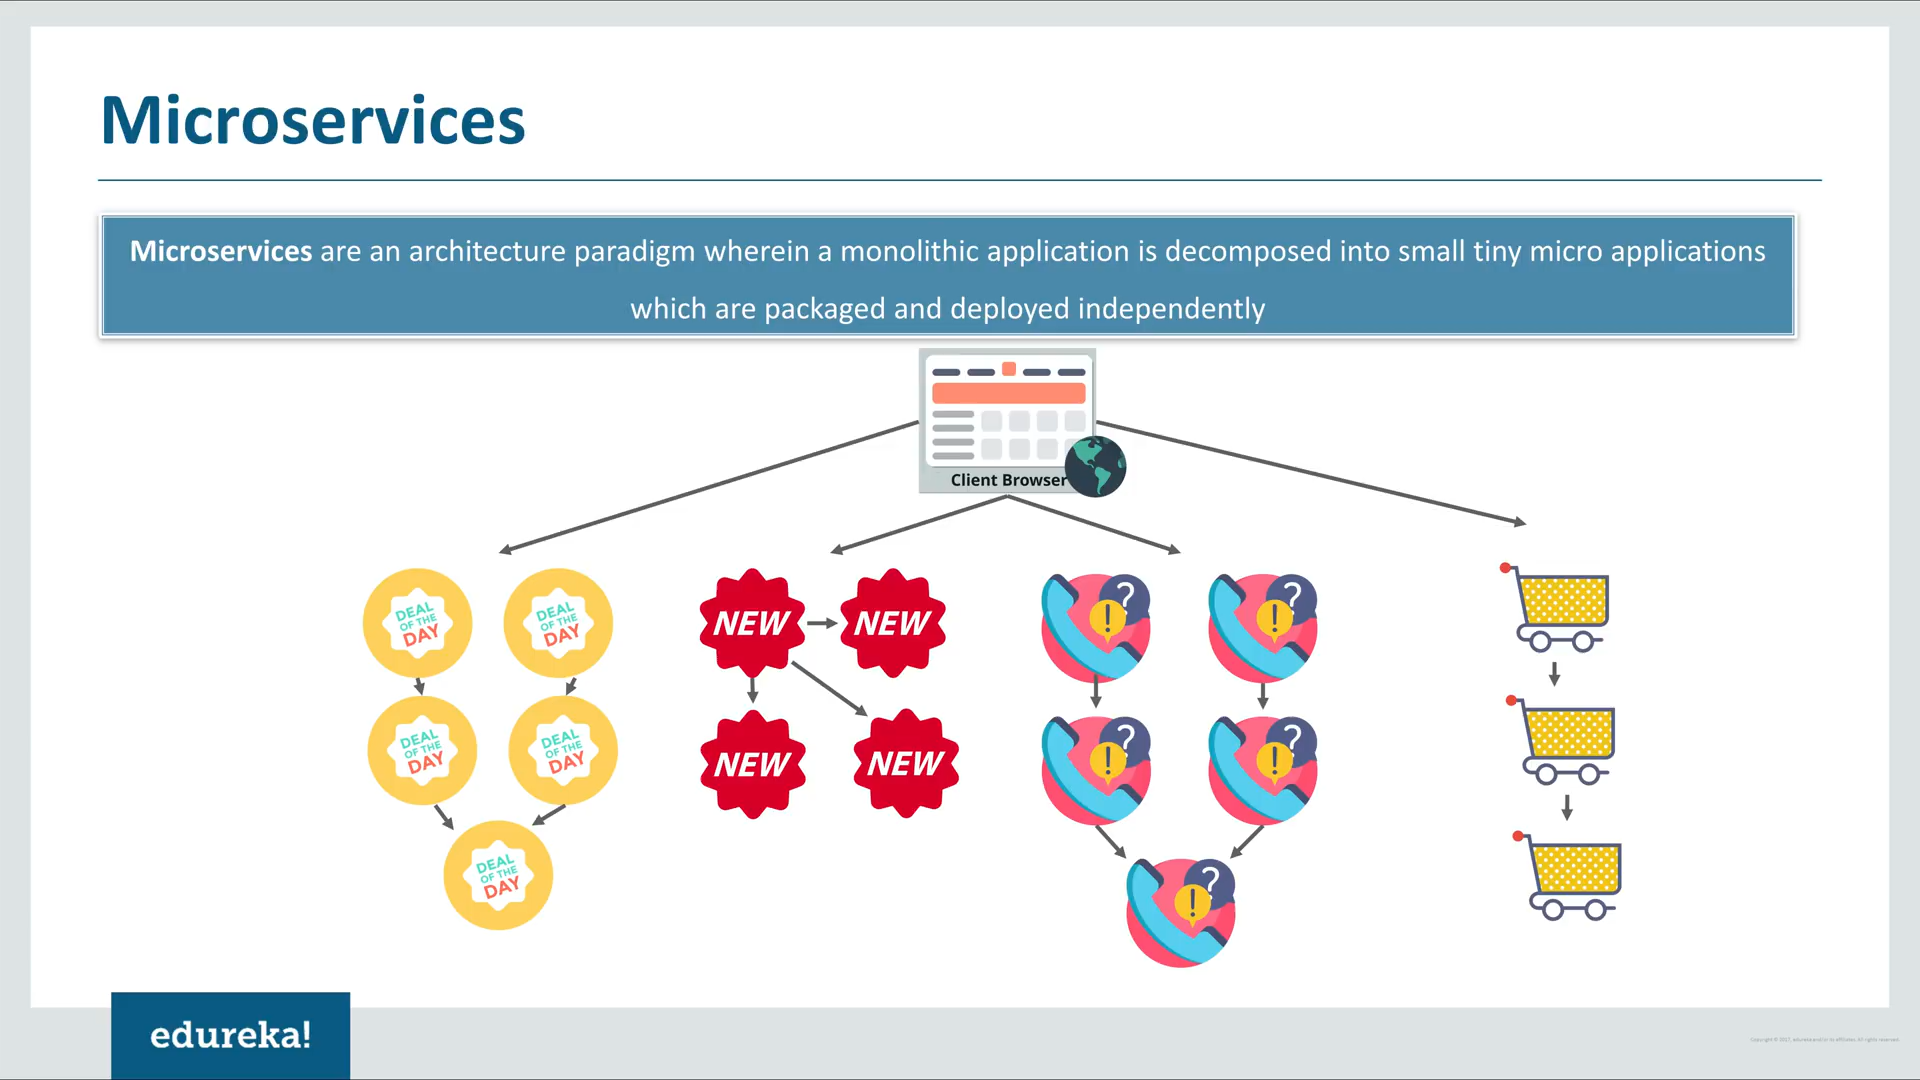 Microservices
Microservices are an architecture paradigm wherein a monolithic application is decomposed into small tiny micro applications
which are packaged and deployed independently
Client Browser
DEAL
OF THE
DAY
DEAL
OF THE
DAY
NEW
NEW
?
!
?
!
DEAL
OF THE
DAY
DEAL
OF THE
DAY
NEW
NEW
?
!
?
!
DEAL
OF THE
DAY
?
!
edureka!